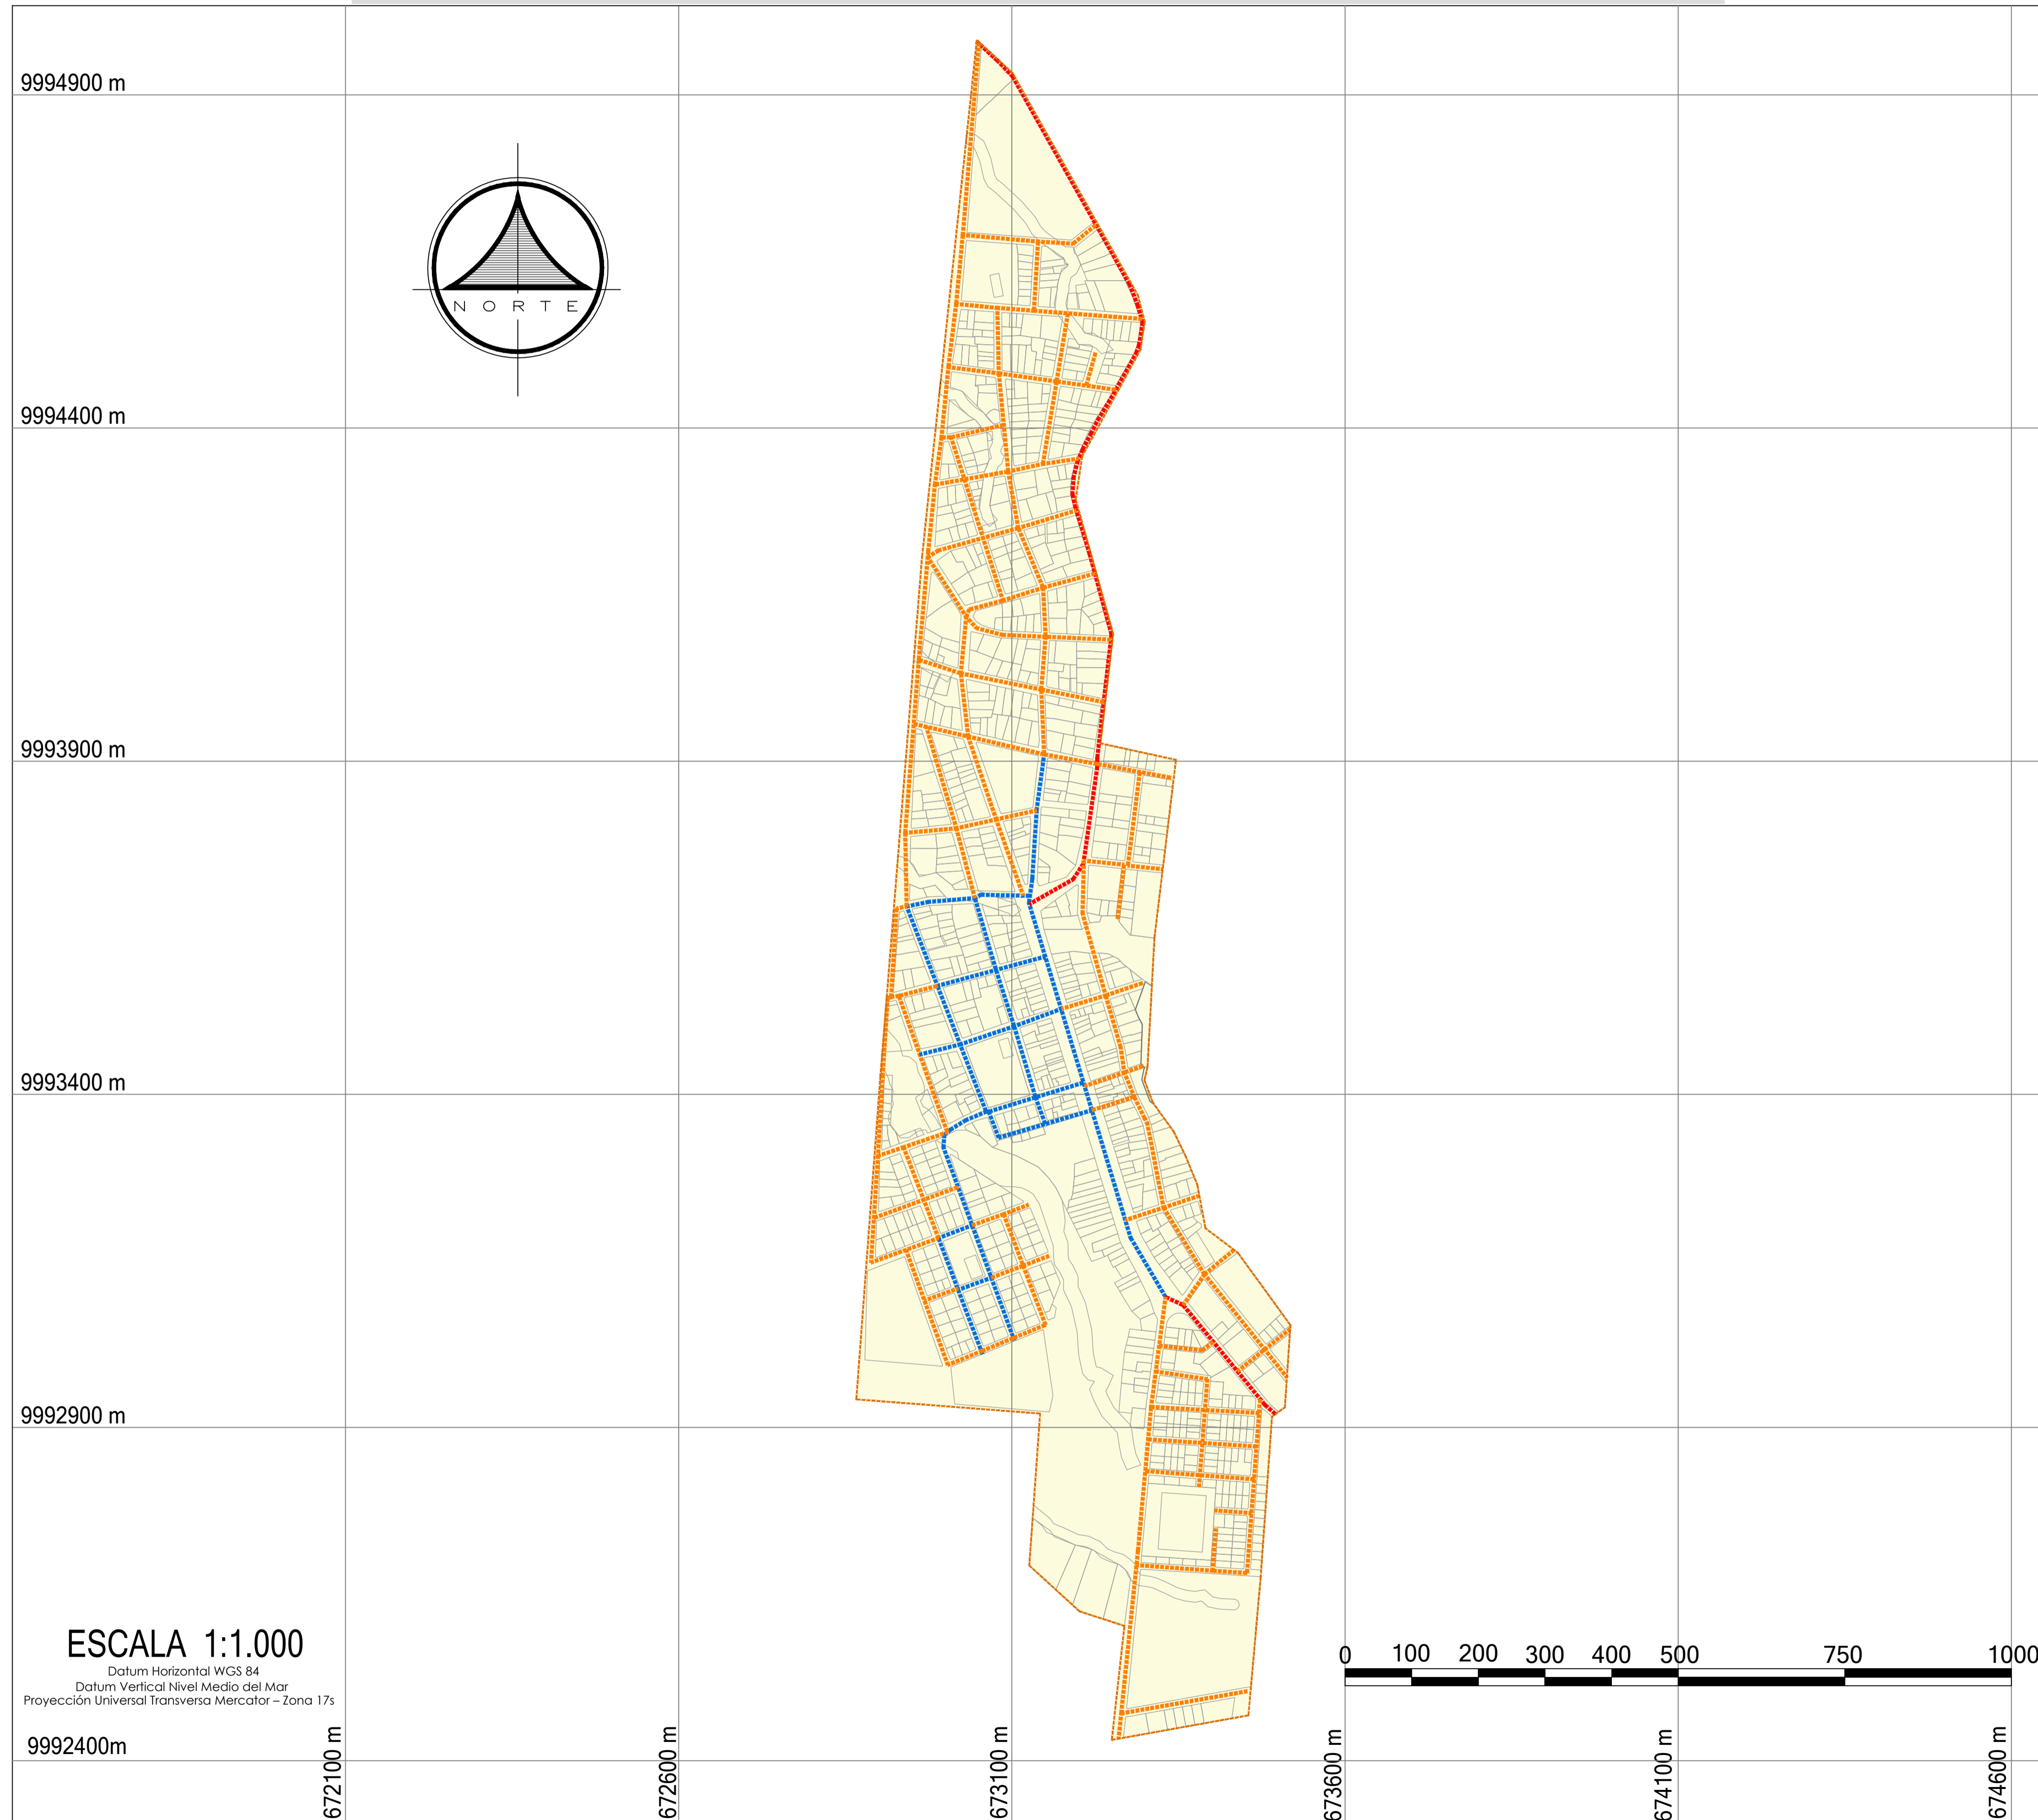 9994900 m
N O R T E
9994400 m
9993900 m
9993400 m
9992900 m
ESCALA 1:1.000
Datum Horizontal WGS 84
Datum Vertical Nivel Medio del Mar
Proyección Universal Transversa Mercator – Zona 17s
0 100 200 300 400 500 750 1000
9992400m
672100 m
672600 m
673100 m
673600 m
674100 m
674600 m